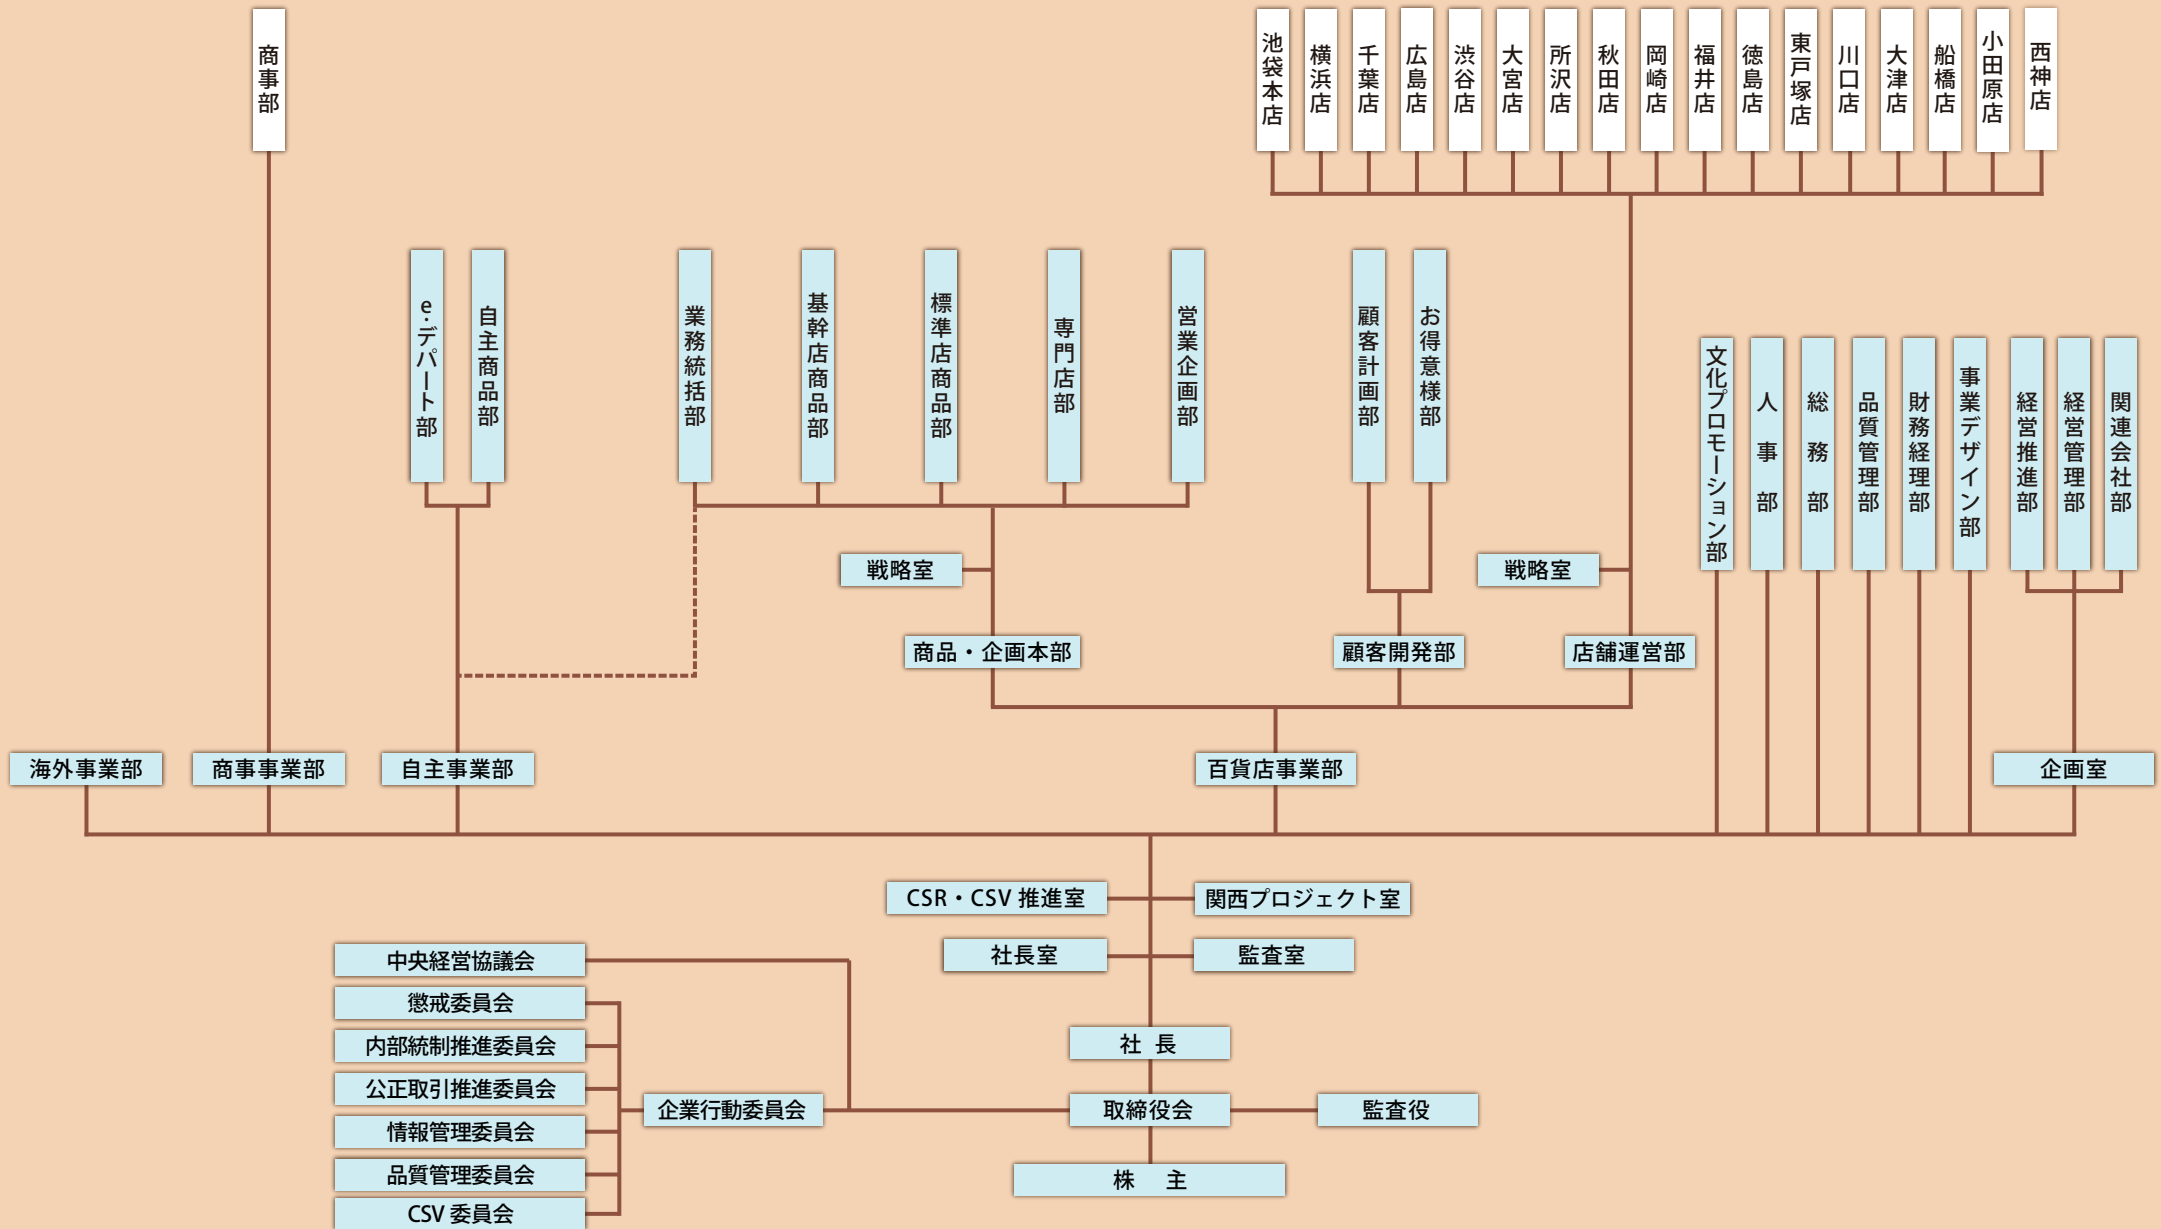 商事部
池袋本店
横浜店
千葉店
広島店
渋谷店
大宮店
所沢店
秋田店
岡崎店
福井店
徳島店
東戸塚店
川口店
大津店
船橋店
小田原店
西神店
e・デパート部
自主商品部
業務統括部
基幹店商品部
標準店商品部
専門店部
営業企画部
顧客計画部
お得意様部
文化プロモーション部
人事部
総務部
品質管理部
財務経理部
事業デザイン部
経営推進部
経営管理部
関連会社部
戦略室
戦略室
商品・企画本部
顧客開発部
店舗運営部
海外事業部
商事事業部
自主事業部
百貨店事業部
企画室
CSR・CSV 推進室
関西プロジェクト室
社長室
監査室
中央経営協議会
懲戒委員会
内部統制推進委員会
公正取引推進委員会
情報管理委員会
品質管理委員会
CSV 委員会
企業行動委員会
社 長
取締役会
監査役
株 主